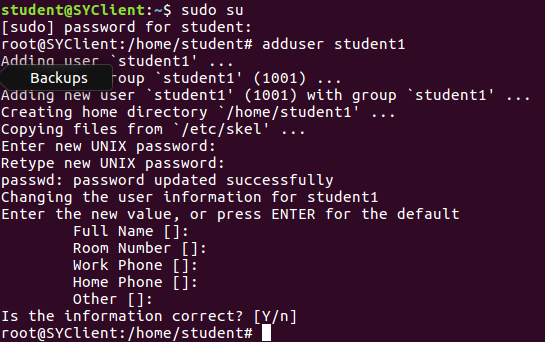 student@SYClient:~$ sudo su
[sudo] password for student:
root@SYClient:/home/student# adduser student1
Adding user `student1' ...
Backups
group `student1' (1001) ...
Adding new user `student1' (1001) with group `student1' ...
Creating home directory `/home/student1' ...
Copying files from `/etc/skel' ...
Enter new UNIX password:
Retype new UNIX password:
passwd: password updated successfully
Changing the user information for student1
Enter the new value, or press ENTER for the default
Full Name []:
Room Number []:
Work Phone []:
Home Phone []:
Other []:
Is the information correct? [Y/n]
root@SYClient:/home/student#